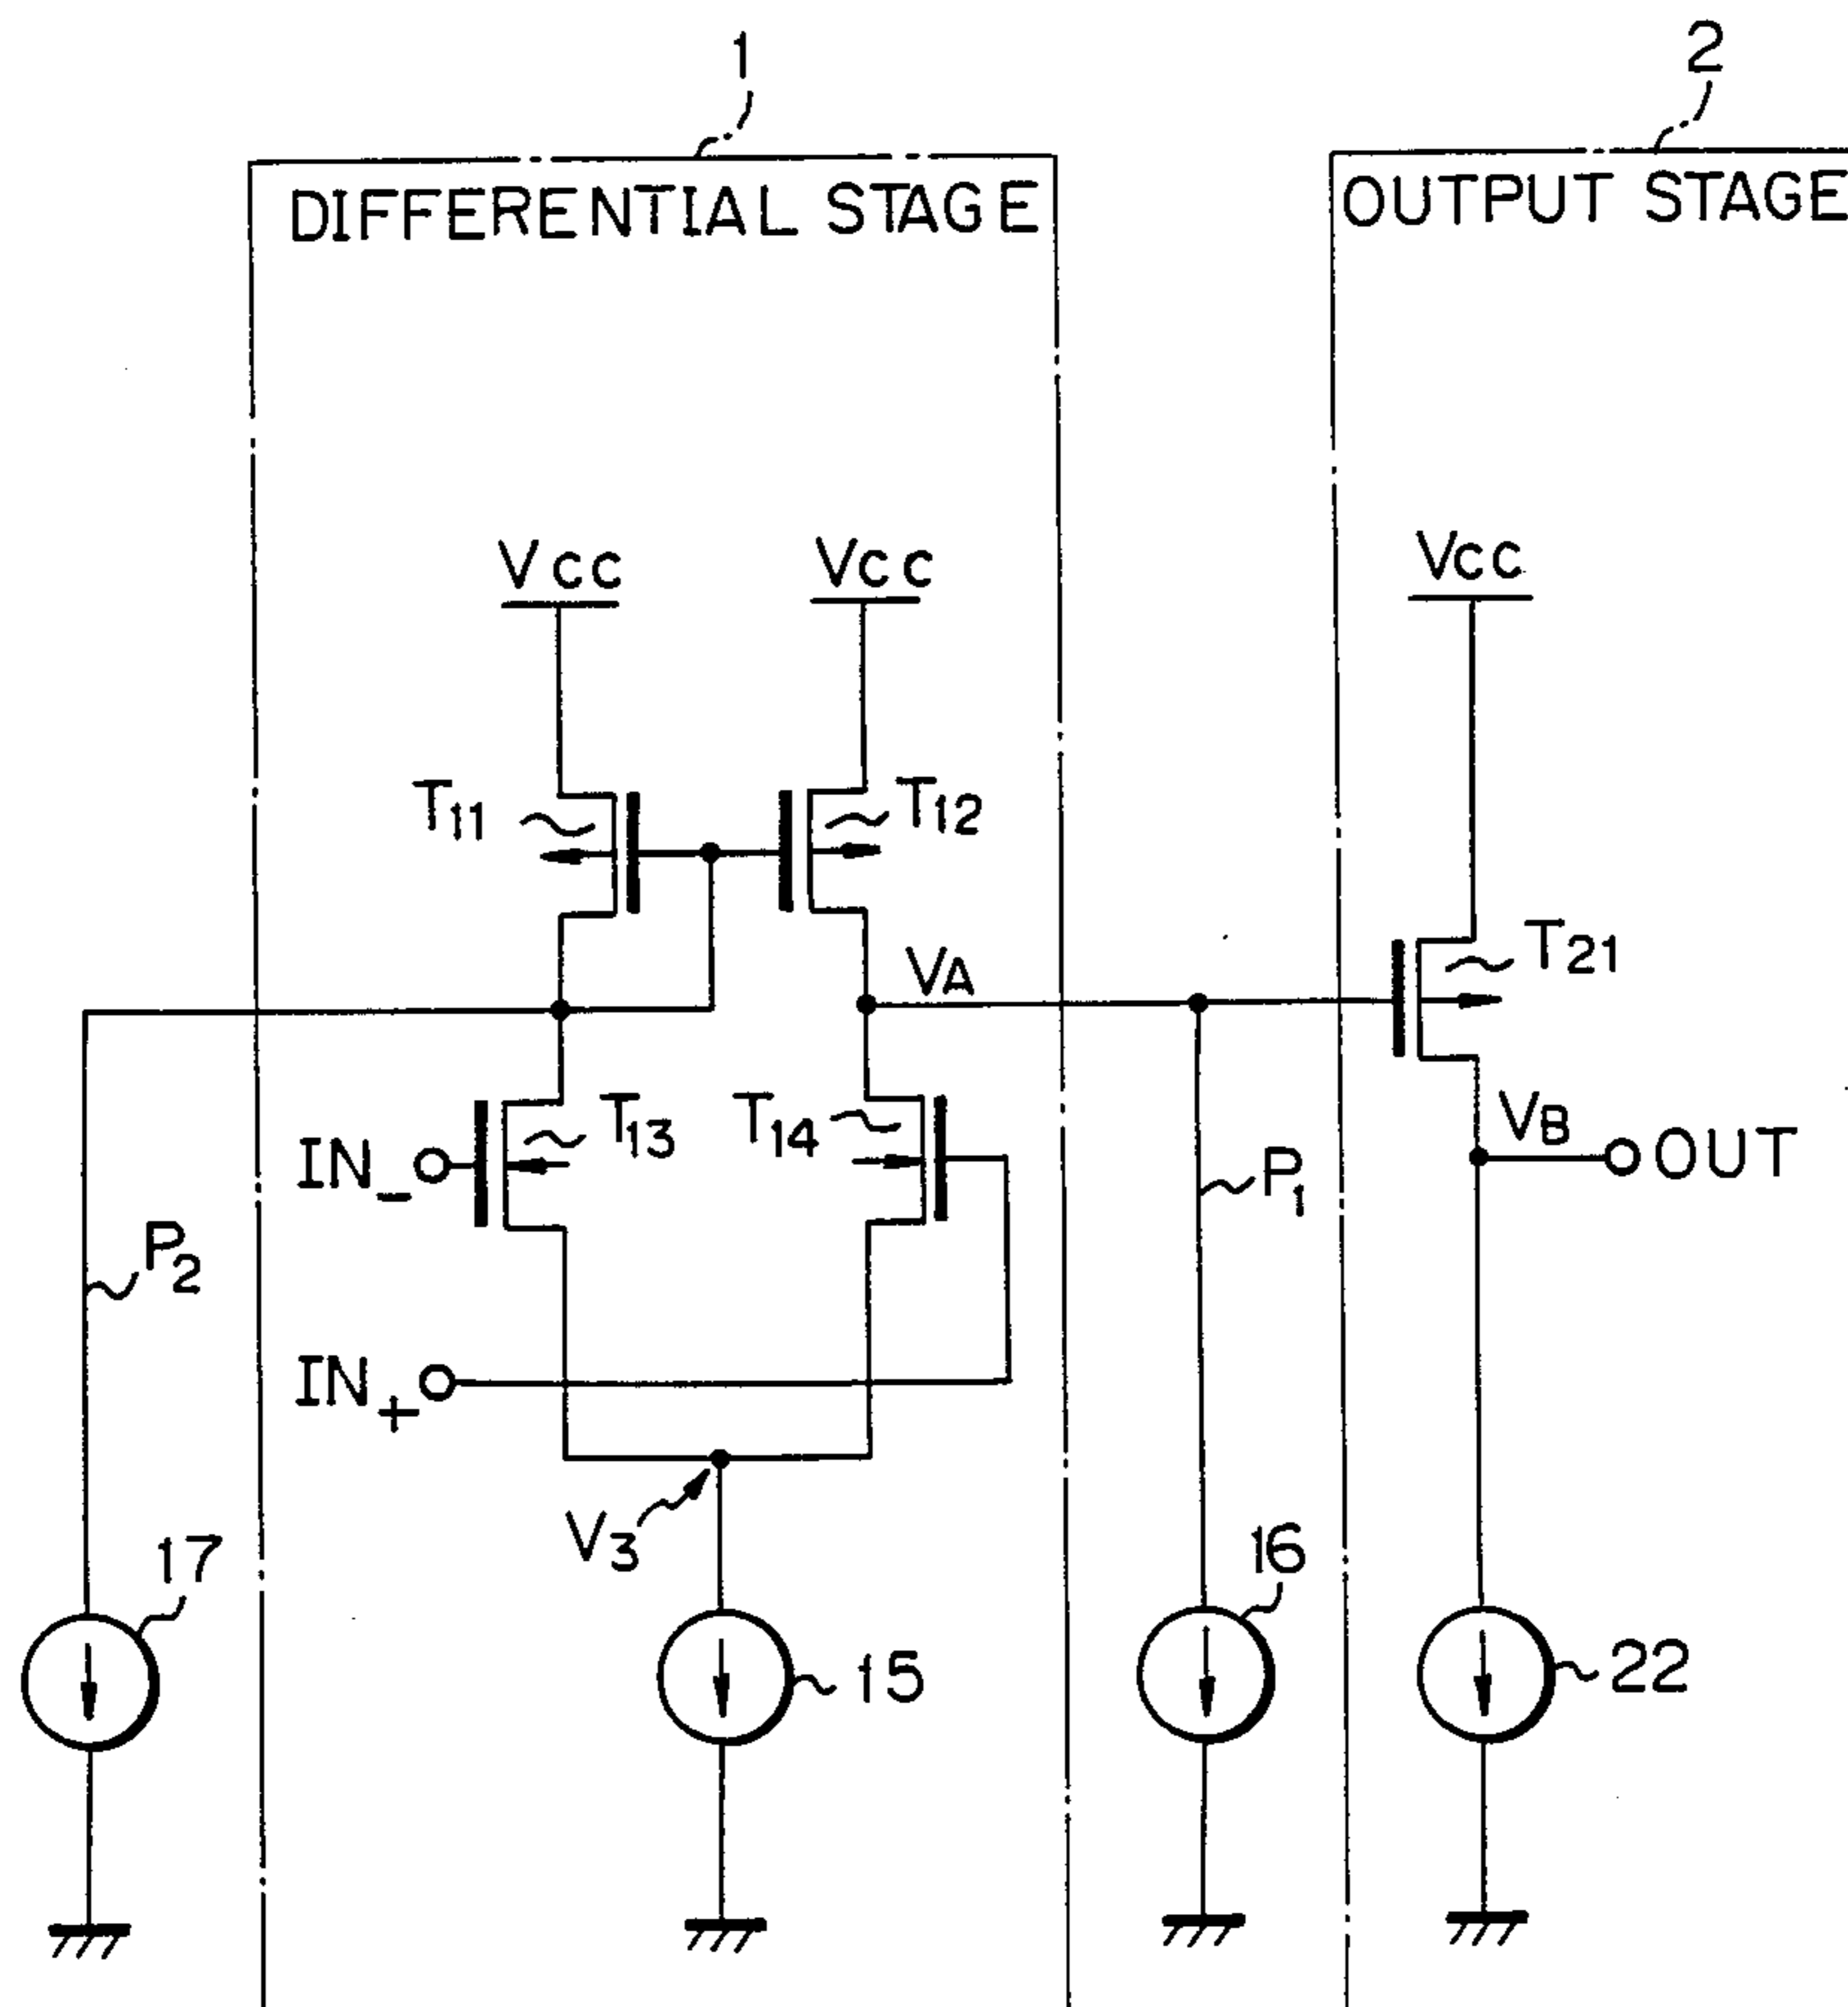 1
2
DIFFERENTIAL STAGE
OUTPUT STAGE
Vcc
Vcc
Vcc
T11
T12
VA
T21
T13
T14
IN-
VB
OUT
P1
P2
IN+
V3
17
16
15
22